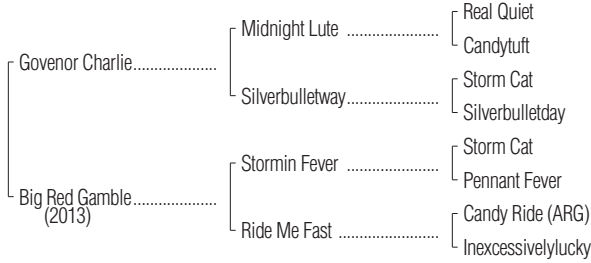 Real Quiet
Midnight Lute ......................
Candytuft
Govenor Charlie.....................
Storm Cat
Silverbulletway......................
Silverbulletday
Storm Cat
Stormin Fever ......................
Pennant Fever
Big Red Gamble.....................
(2013)
Candy Ride (ARG)
Ride Me Fast ........................
Inexcessivelylucky